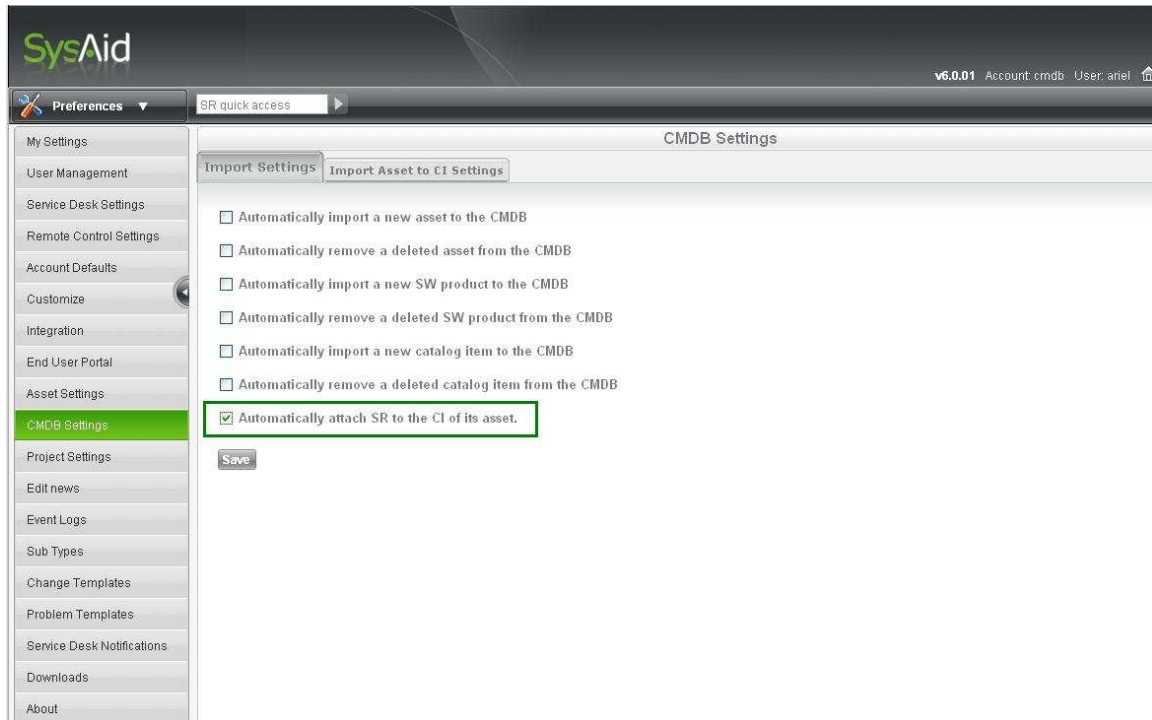 SysAid
v6.0.01 Account: cmdb User: ariel
Preferences
SR quick access
My Settings
User Management
Service Desk Settings
Remote Control Settings
Account Defaults
Customize
Integration
End User Portal
Asset Settings
CMDB Settings
Project Settings
Edit news
Event Logs
Sub Types
Change Templates
Problem Templates
Service Desk Notifications
Downloads
About
CMDB Settings
Import Settings
Import Asset to CI Settings
Automatically import a new asset to the CMDB
Automatically remove a deleted asset from the CMDB
Automatically import a new SW product to the CMDB
Automatically remove a deleted SW product from the CMDB
Automatically import a new catalog item to the CMDB
Automatically remove a deleted catalog item from the CMDB
Automatically attach SR to the CI of its asset.
Save